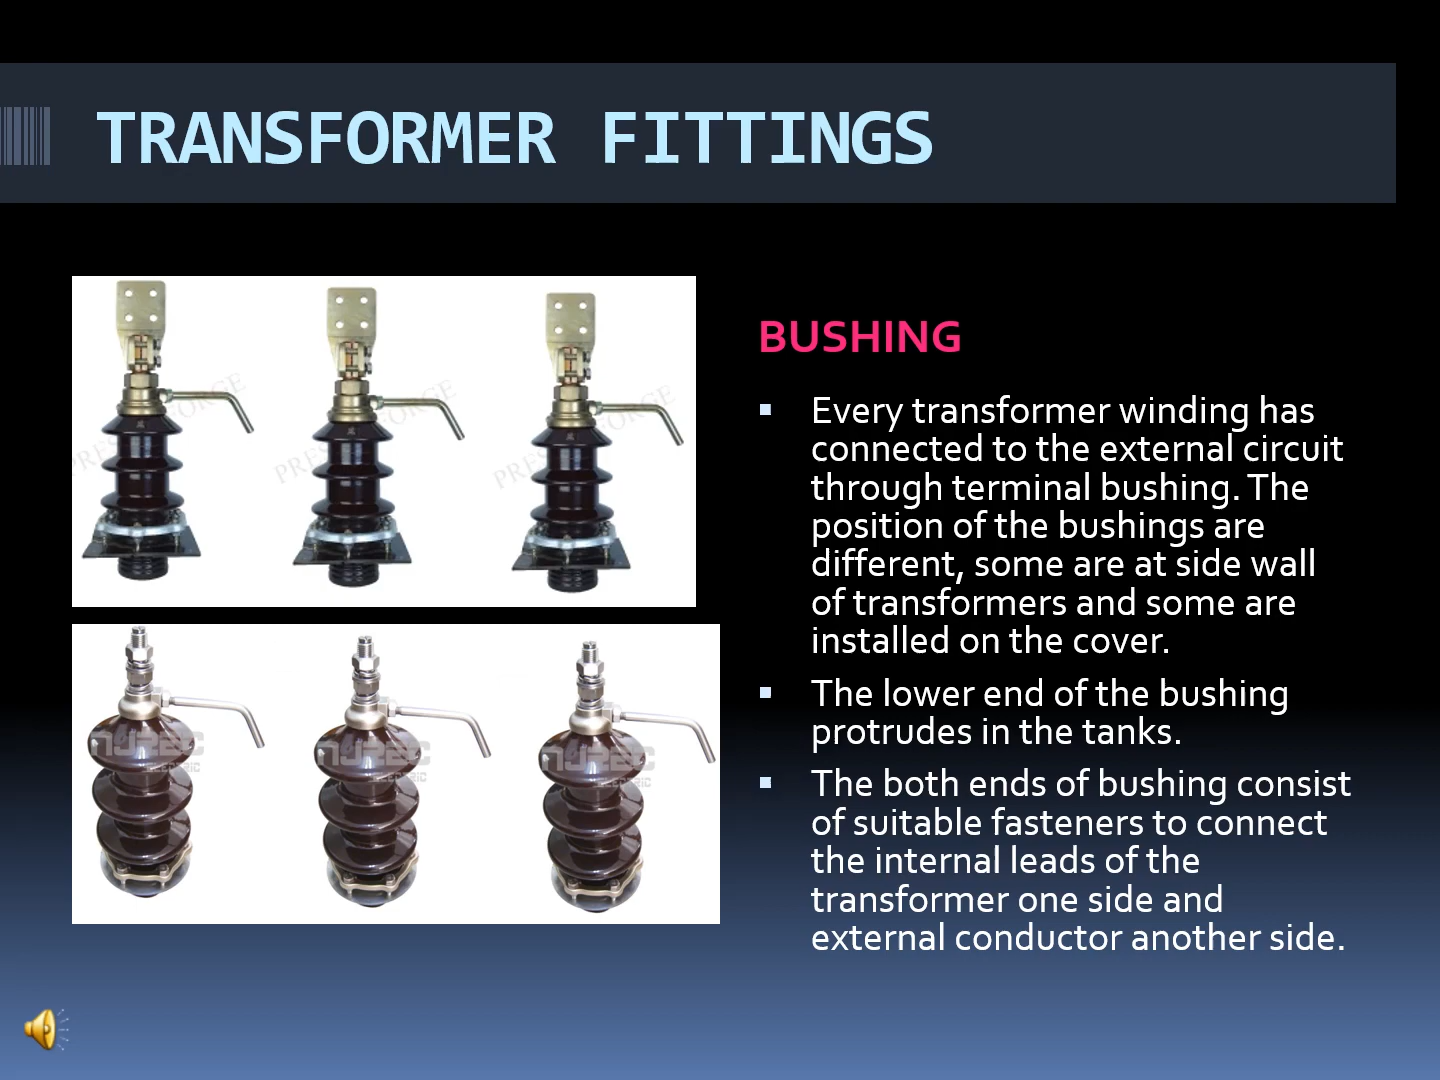 TRANSFORMER FITTINGS
BUSHING
Every transformer winding has
connected to the external circuit
through terminal bushing. The
position of the bushings are
different, some are at side wall
of transformers and some are
installed on the cover.
The lower end of the bushing
protrudes in the tanks.
The both ends of bushing consist
of suitable fasteners to connect
the internal leads of the
transformer one side and
external conductor another side.